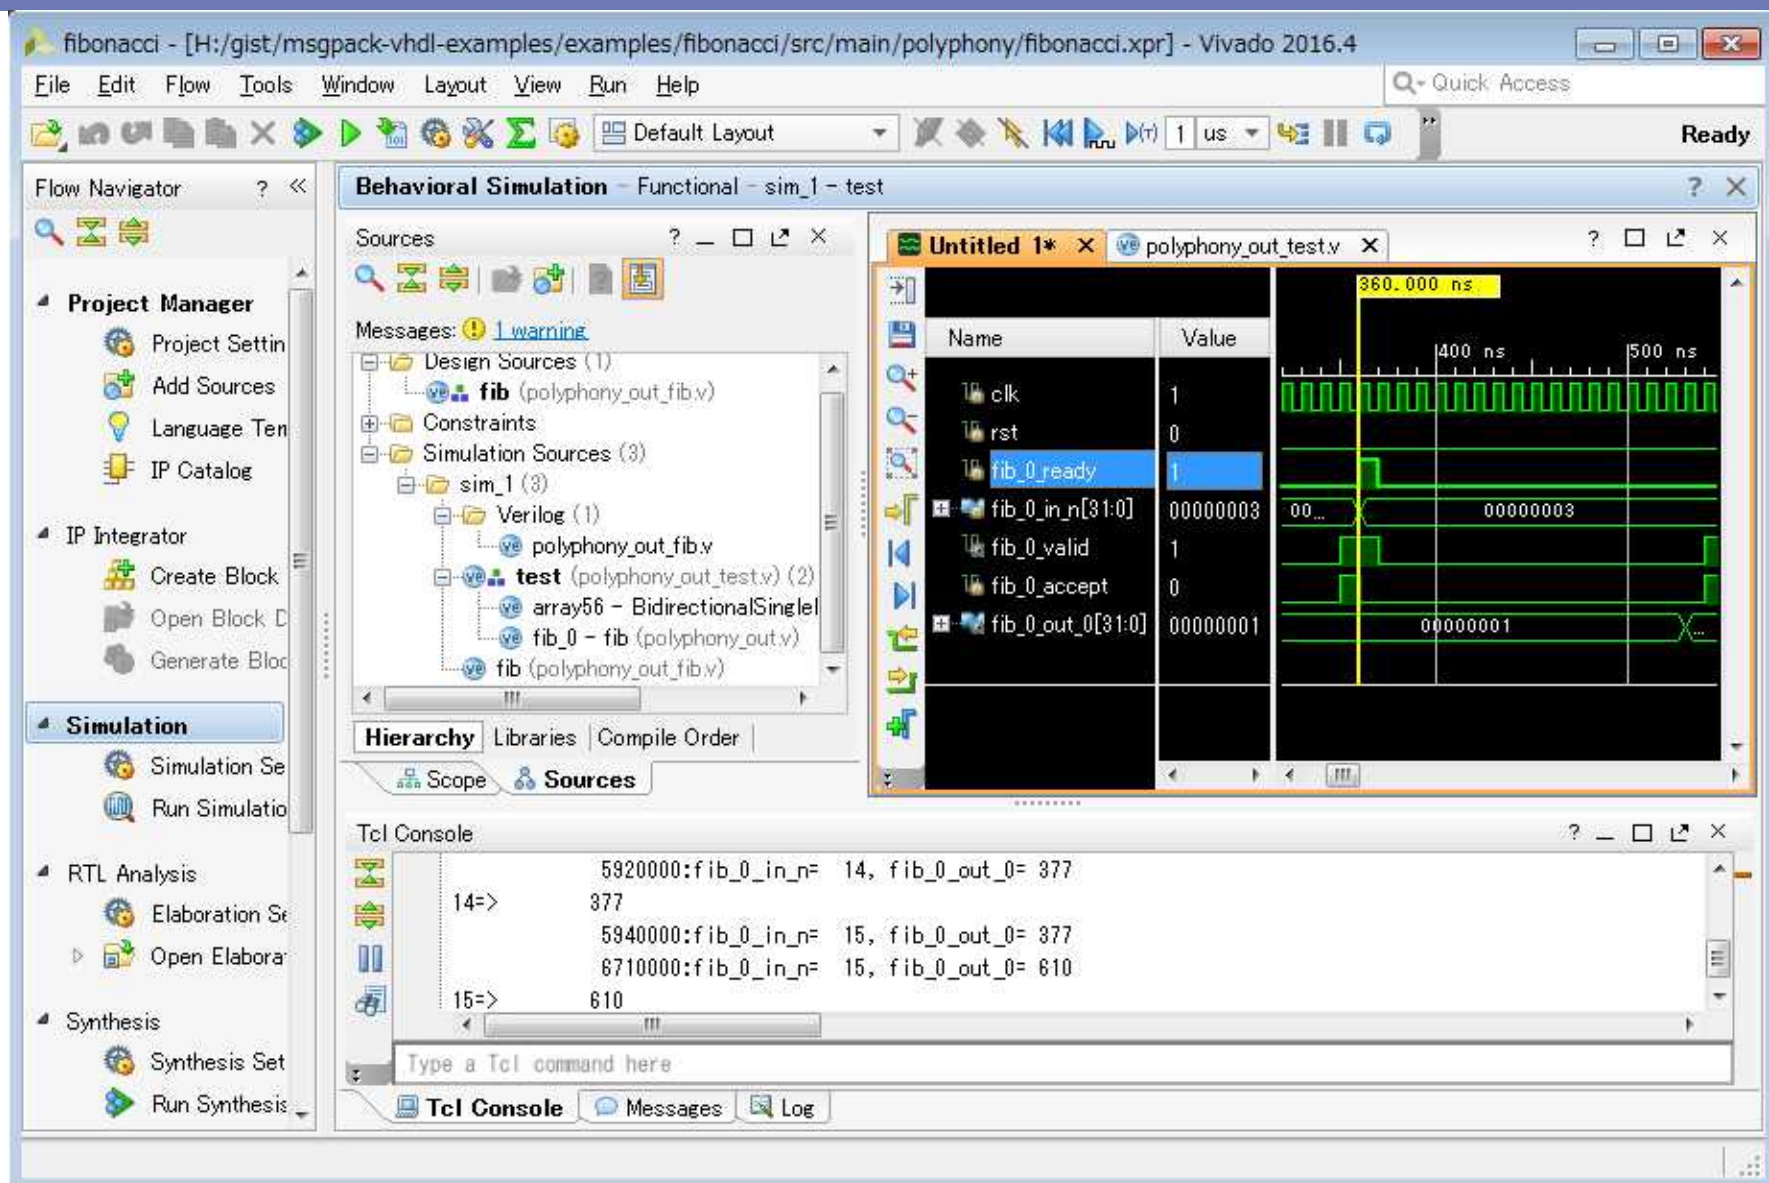 fibonacci - [H:/gist/msgpack-vhdl-examples/examples/fibonacci/src/main/polyphony/fibonacci.xpr] - Vivado 2016.4
File Edit Flow Tools Window Layout View Run Help
Quick Access
Default Layout
1 us
Ready
Flow Navigator ? «
Project Manager
Project Settin
Add Sources
Language Ten
IP Catalog
IP Integrator
Create Block
Open Block D
Generate Bloc
Simulation
Simulation Se
Run Simulatio
RTL Analysis
Elaboration Se
Open Elabora
Synthesis
Synthesis Set
Run Synthesis
Behavioral Simulation - Functional - sim_1 - test
Sources
Messages: 1 warning
Design Sources (1)
fib (polyphony_out_fib.v)
Constraints
Simulation Sources (3)
sim_1 (3)
Verilog (1)
polyphony_out_fib.v
test (polyphony_out_test.v) (2)
array56 - BidirectionalSingleI
fib_0 - fib (polyphony_out.v)
fib (polyphony_out_fib.v)
Hierarchy Libraries Compile Order
Scope Sources
Untitled 1* polyphony_out_test.v
360.000 ns
Name Value
400 ns 500 ns
clk 1
rst 0
fib_0_ready 1
fib_0_in_n[31:0] 00000003 00... 00000003
fib_0_valid 1
fib_0_accept 0
fib_0_out_0[31:0] 00000001 00000001 ...
Tcl Console
5920000:fib_0_in_n= 14, fib_0_out_0= 377
14=> 377
5940000:fib_0_in_n= 15, fib_0_out_0= 377
6710000:fib_0_in_n= 15, fib_0_out_0= 610
15=> 610
Type a Tcl command here
Tcl Console Messages Log